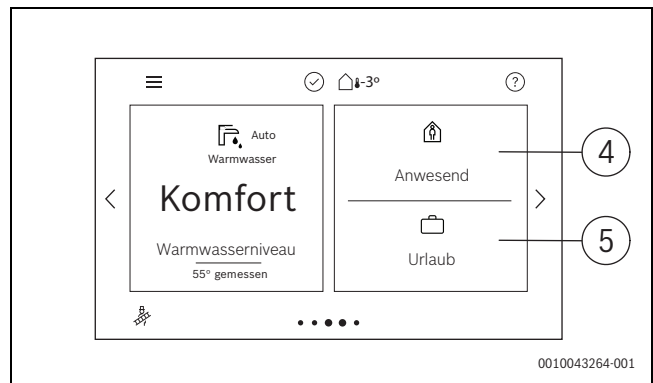 -3°
?
Auto
Warmwasser
Komfort
Warmwasserniveau
55° gemessen
Anwesend
Urlaub
4
5
0010043264-001